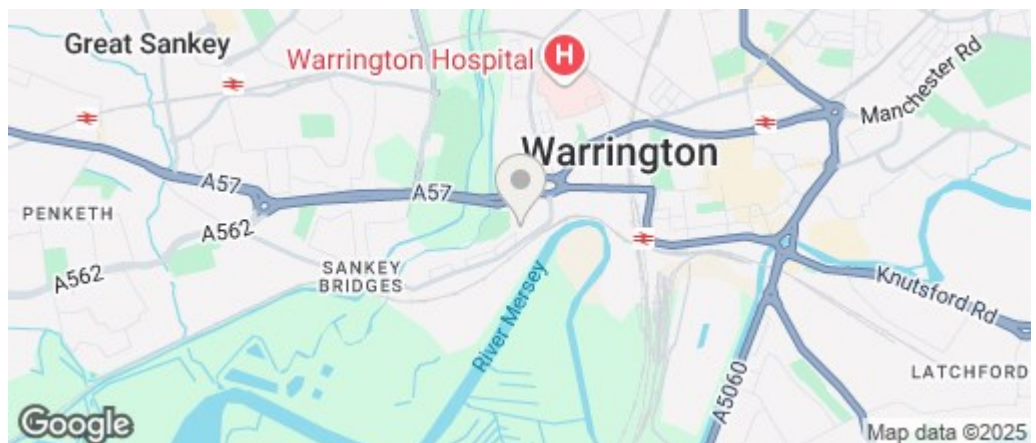 Great Sankey
Warrington Hospital
H
Manchester Rd
Warrington
A57
A57
PENKETH
A562
A562
SANKEY
BRIDGES
River Mersey
Knutsford Rd
A5060
LATCHFORD
Google
Map data ©2025